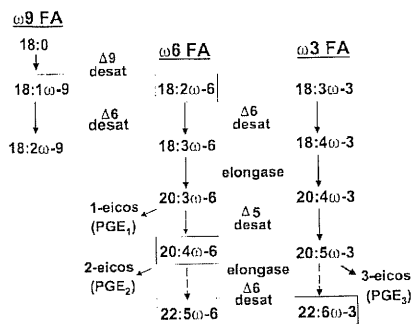 ω9 FA
ω6 FA
ω3 FA
18:0
Δ9
desat
18:1ω-9
18:2ω-6
18:3ω-3
Δ6
desat
Δ6
desat
18:2ω-9
18:3ω-6
18:4ω-3
elongase
20:3ω-6
20:4ω-3
1-eicos
(PGE₁)
Δ5
desat
20:4ω-6
20:5ω-3
2-eicos
(PGE₂)
elongase
Δ6
desat
3-eicos
(PGE₃)
22:5ω-6
22:6ω-3